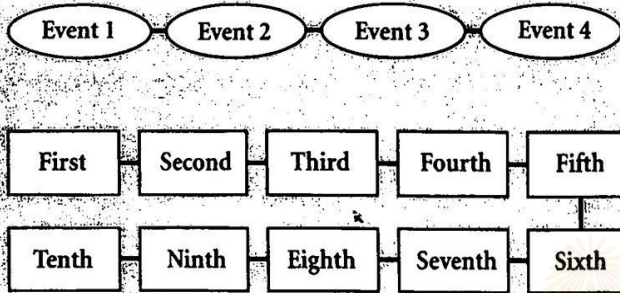 Event 1 Event 2 Event 3 Event 4
First Second Third Fourth Fifth
Tenth Ninth Eighth Seventh Sixth